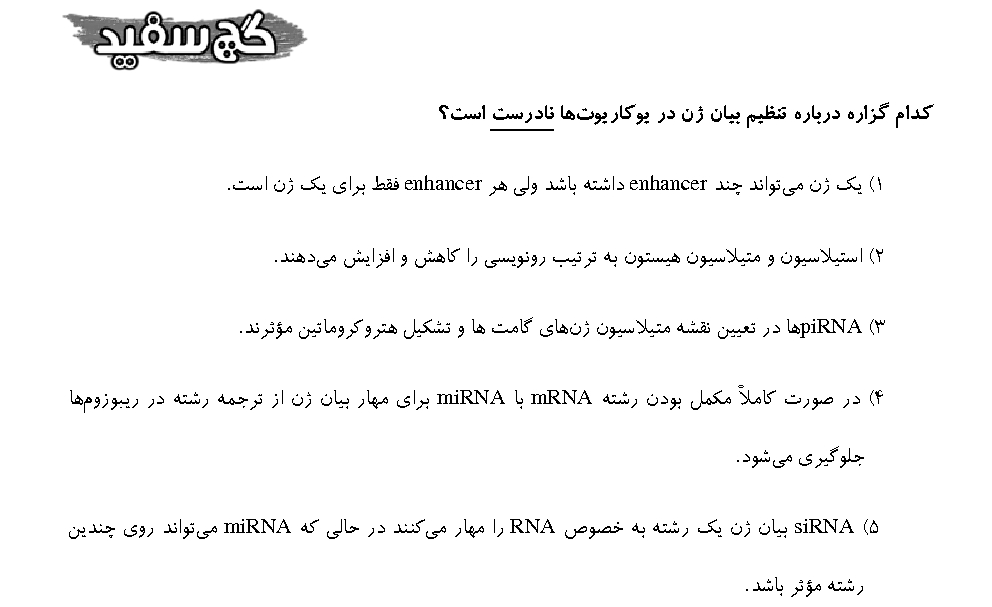 گچ سفید
کدام گزاره درباره تنظیم بیان ژن در یوکاریوت‌ها نادرست است؟
۱) یک ژن می‌تواند چند enhancer داشته باشد ولی هر enhancer فقط برای یک ژن است.
۲) استیلاسیون و متیلاسیون هیستون به ترتیب رونویسی را کاهش و افزایش می‌دهند.
۳) piRNAها در تعیین نقشه متیلاسیون ژن‌های گامت ها و تشکیل هتروکروماتین مؤثرند.
۴) در صورت کاملاً مکمل بودن رشته mRNA با miRNA برای مهار بیان ژن از ترجمه رشته در ریبوزوم‌ها
جلوگیری می‌شود.
۵) siRNA بیان ژن یک رشته به خصوص RNA را مهار می‌کنند در حالی که miRNA می‌تواند روی چندین
رشته مؤثر باشد.